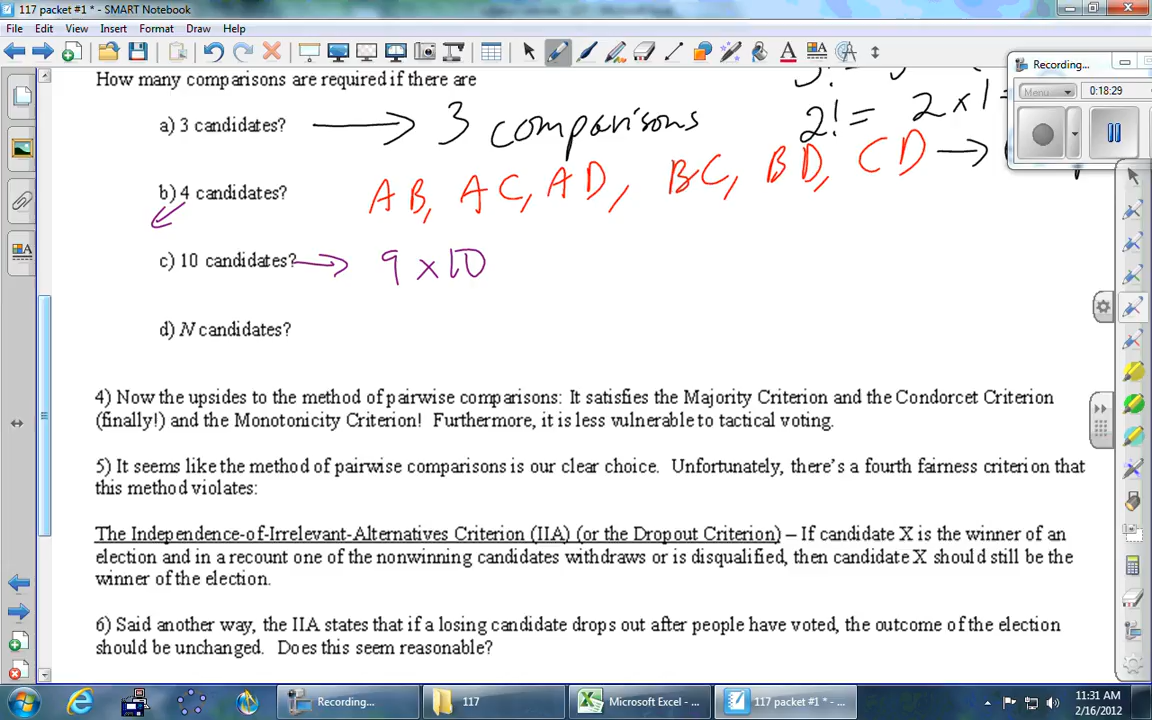 117 packet #1 * - SMART Notebook
File Edit View Insert Format Draw Help
Recording...
Menu
0:18:29
How many comparisons are required if there are
a) 3 candidates? 3 comparisons
2! = 2 x 1 =
b) 4 candidates? AB, AC, AD, BC, BD, CD
c) 10 candidates? 9 x 10
d) N candidates?
4) Now the upsides to the method of pairwise comparisons: It satisfies the Majority Criterion and the Condorcet Criterion
(finally!) and the Monotonicity Criterion! Furthermore, it is less vulnerable to tactical voting.
5) It seems like the method of pairwise comparisons is our clear choice. Unfortunately, there's a fourth fairness criterion that
this method violates:
The Independence-of-Irrelevant-Alternatives Criterion (IIA) (or the Dropout Criterion) – If candidate X is the winner of an
election and in a recount one of the nonwinning candidates withdraws or is disqualified, then candidate X should still be the
winner of the election.
6) Said another way, the IIA states that if a losing candidate drops out after people have voted, the outcome of the election
should be unchanged. Does this seem reasonable?
Recording...
117
Microsoft Excel - ...
117 packet #1 * - ...
11:31 AM
2/16/2012